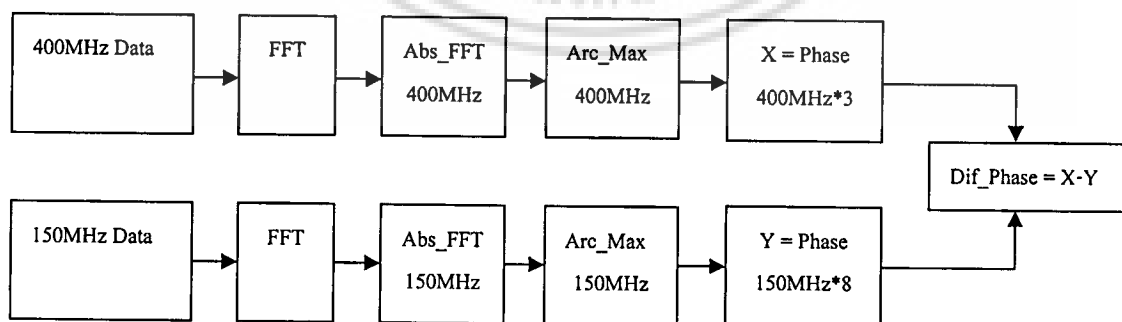 400MHz Data
FFT
Abs_FFT
400MHz
Arc_Max
400MHz
X = Phase
400MHz*3
Dif_Phase = X-Y
150MHz Data
FFT
Abs_FFT
150MHz
Arc_Max
150MHz
Y = Phase
150MHz*8